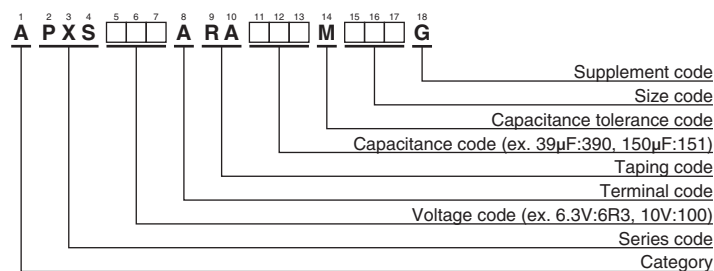 1 2 3 4 5 6 7 8 9 10 11 12 13 14 15 16 17 18
A P X S □□□ A R A □□□ M □□□ G
Supplement code
Size code
Capacitance tolerance code
Capacitance code (ex. 39μF:390, 150μF:151)
Taping code
Terminal code
Voltage code (ex. 6.3V:6R3, 10V:100)
Series code
Category